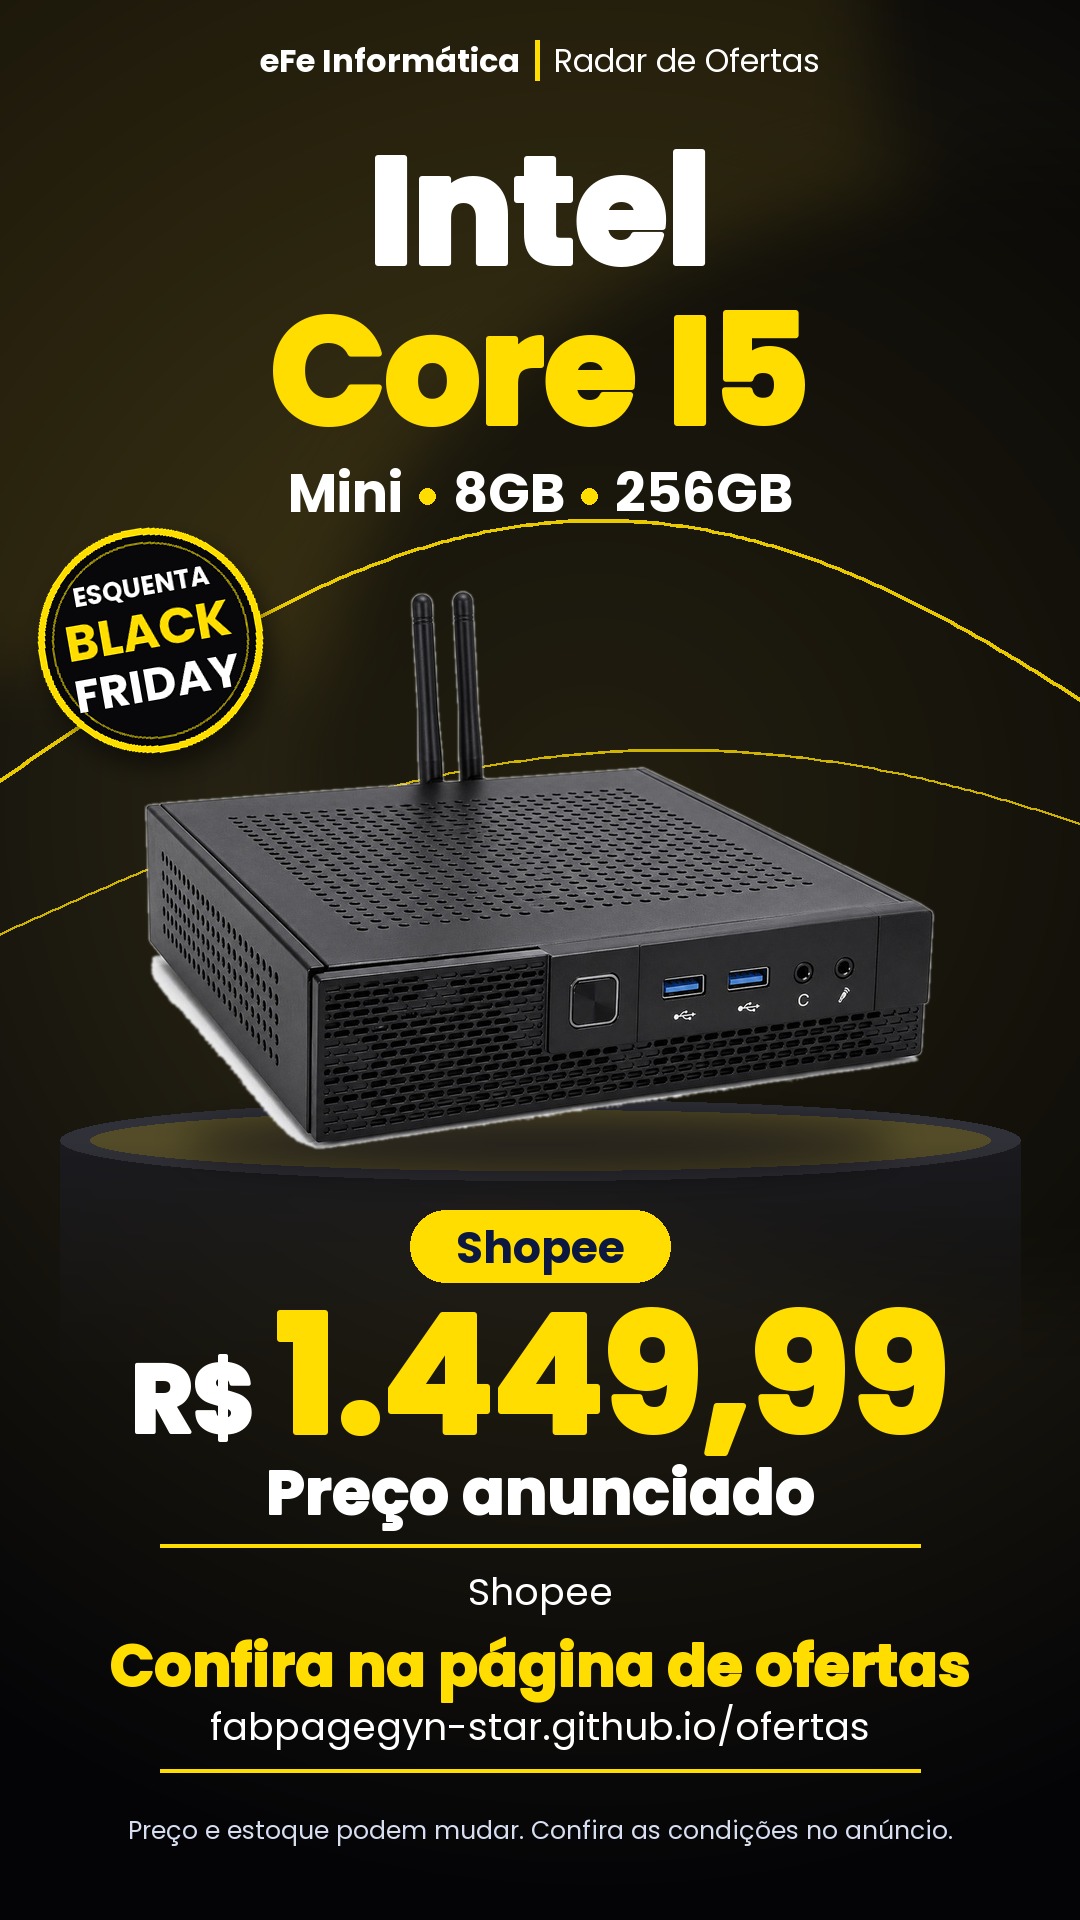 eFe Informática | Radar de Ofertas
Intel
Core I5
Mini • 8GB • 256GB
ESQUENTA
BLACK
FRIDAY
C
Shopee
R$ 1.449,99
Preço anunciado
Shopee
Confira na página de ofertas
fabpagegyn-star.github.io/ofertas
Preço e estoque podem mudar. Confira as condições no anúncio.